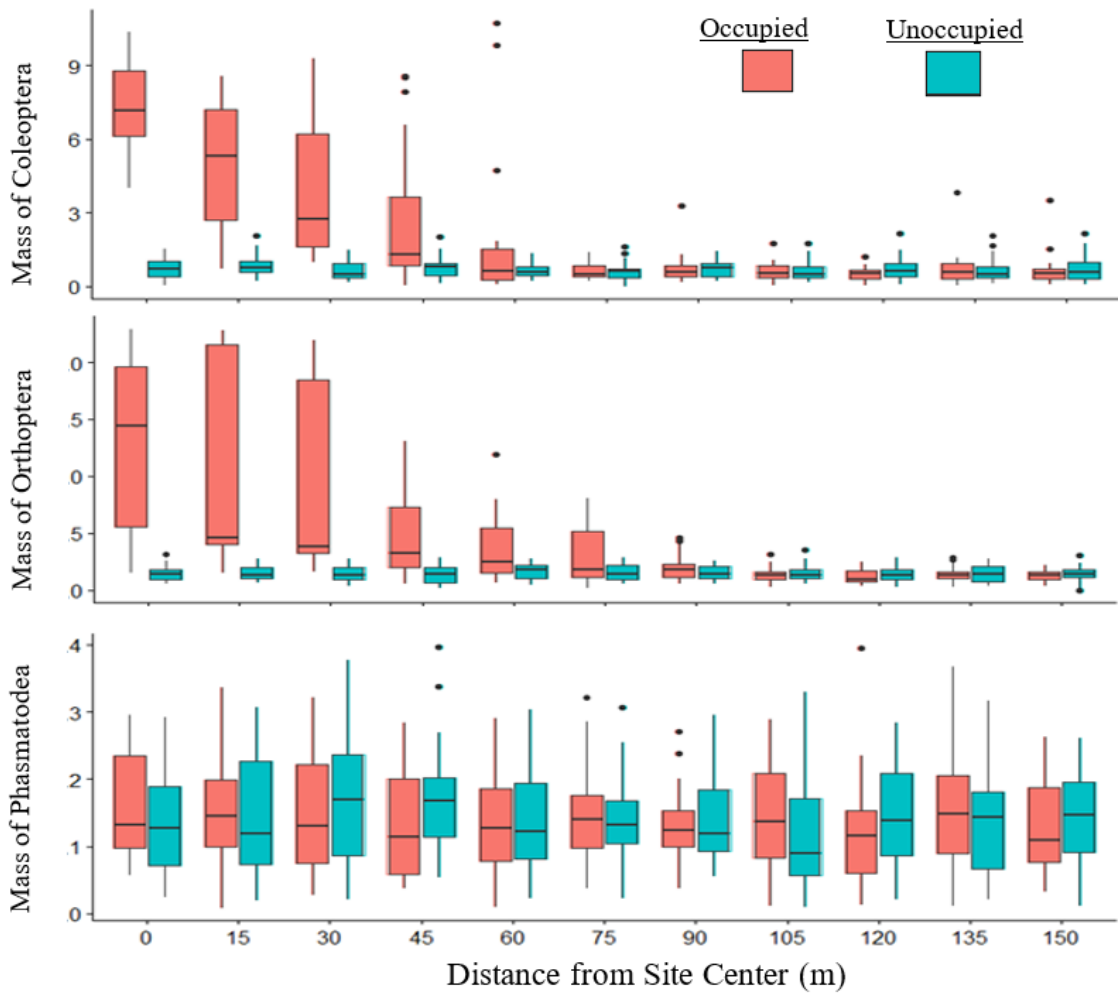 Occupied Unoccupied
Mass of Coleoptera
9
6
3
0
Mass of Orthoptera
.0
.5
.0
.5
.0
Mass of Phasmatodea
.4
.3
.2
.1
.0
0 15 30 45 60 75 90 105 120 135 150
Distance from Site Center (m)